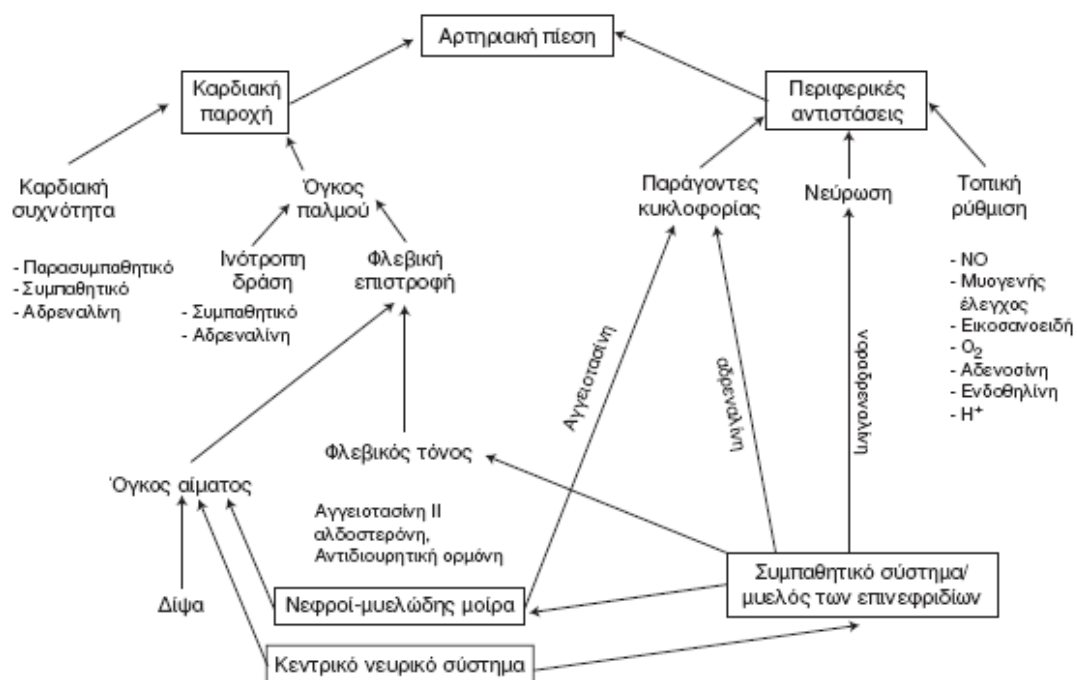 Αρτηριακή πίεση
Καρδιακή
παροχή
Περιφερικές
αντιστάσεις
Καρδιακή
συχνότητα
Όγκος
παλμού
Παράγοντες
κυκλοφορίας
Νεύρωση
Τοπική
ρύθμιση
- Παρασυμπαθητικό
- Συμπαθητικό
- Αδρεναλίνη
Ινότροπη
δράση
- Συμπαθητικό
- Αδρεναλίνη
Φλεβική
επιστροφή
- NO
- Μυογενής
έλεγχος
- Εικοσανοειδή
- O₂
- Αδενοσίνη
- Ενδοθηλίνη
- H⁺
Αγγειοτασίνη
αδρεναλίνη
νοραδρεναλίνη
Φλεβικός τόνος
Όγκος αίματος
Αγγειοτασίνη II
αλδοστερόνη,
Αντιδιουρητική ορμόνη
Δίψα
Νεφροί-μυελώδης μοίρα
Συμπαθητικό σύστημα/
μυελός των επινεφριδίων
Κεντρικό νευρικό σύστημα